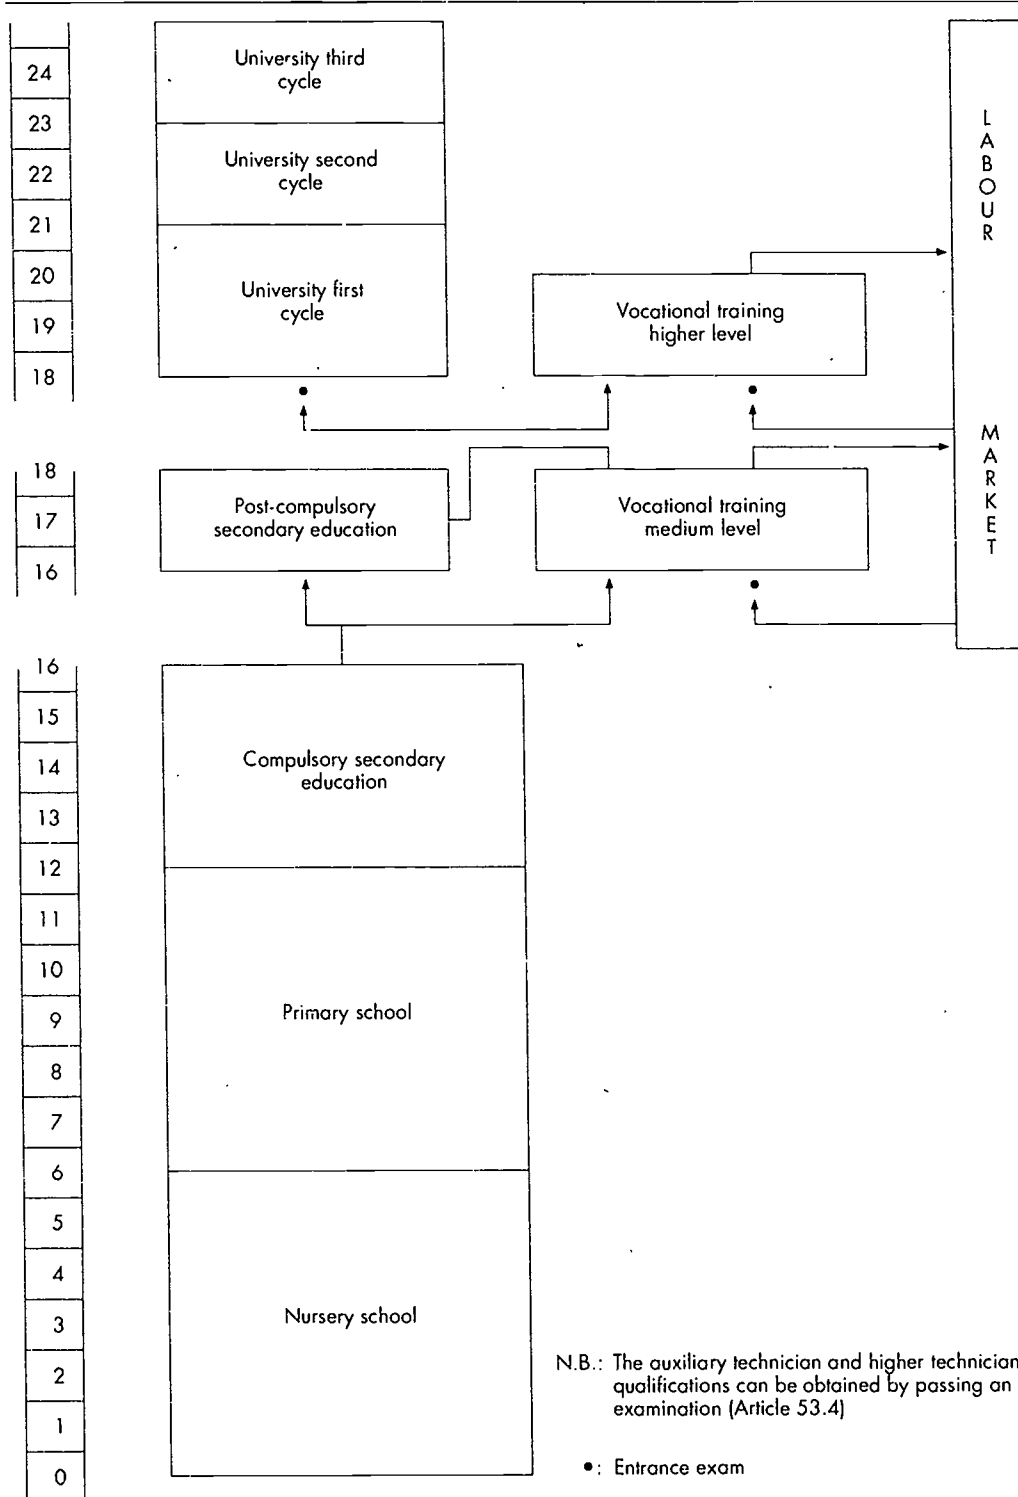 24
23
22
21
20
19
18
University third
cycle
University second
cycle
University first
cycle
Vocational training
higher level
LABOUR
MARKET
18
17
16
Post-compulsory
secondary education
Vocational training
medium level
16
15
14
13
12
11
10
9
8
7
6
5
4
3
2
1
0
Compulsory secondary
education
Primary school
Nursery school
N.B.: The auxiliary technician and higher technician
qualifications can be obtained by passing an
examination (Article 53.4)
●: Entrance exam